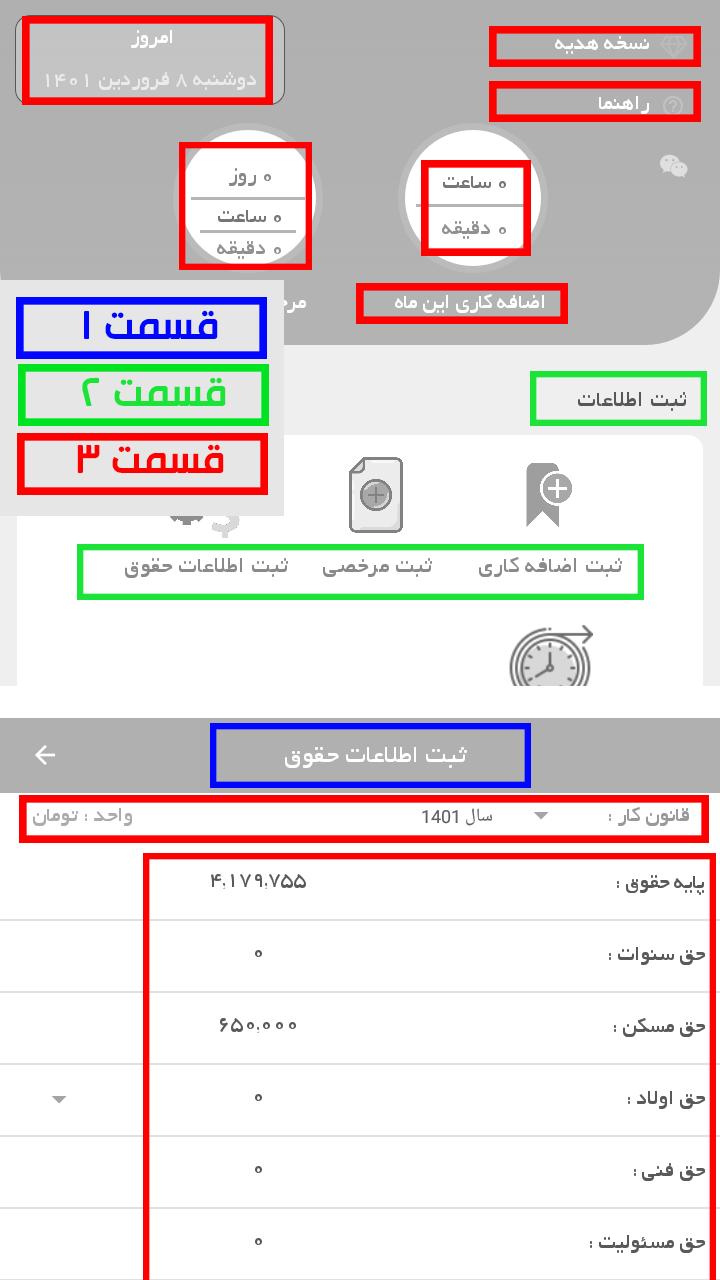 امروز
دوشنبه ۸ فروردین ۱۴۰۱
نسخه هدیه
راهنما
۰ ساعت
۰ دقیقه
۰ روز
۰ ساعت
۰ دقیقه
اضافه کاری این ماه
مرخ
قسمت ۱
قسمت ۲
قسمت ۳
ثبت اطلاعات
ثبت اضافه کاری
ثبت مرخصی
ثبت اطلاعات حقوق
ثبت اطلاعات حقوق
قانون کار : سال 1401 واحد : تومان
پایه حقوق : ۴,۱۷۹,۷۵۵
حق سنوات : ۰
حق مسکن : ۶۵۰,۰۰۰
حق اولاد : ۰
حق فنی : ۰
حق مسئولیت : ۰